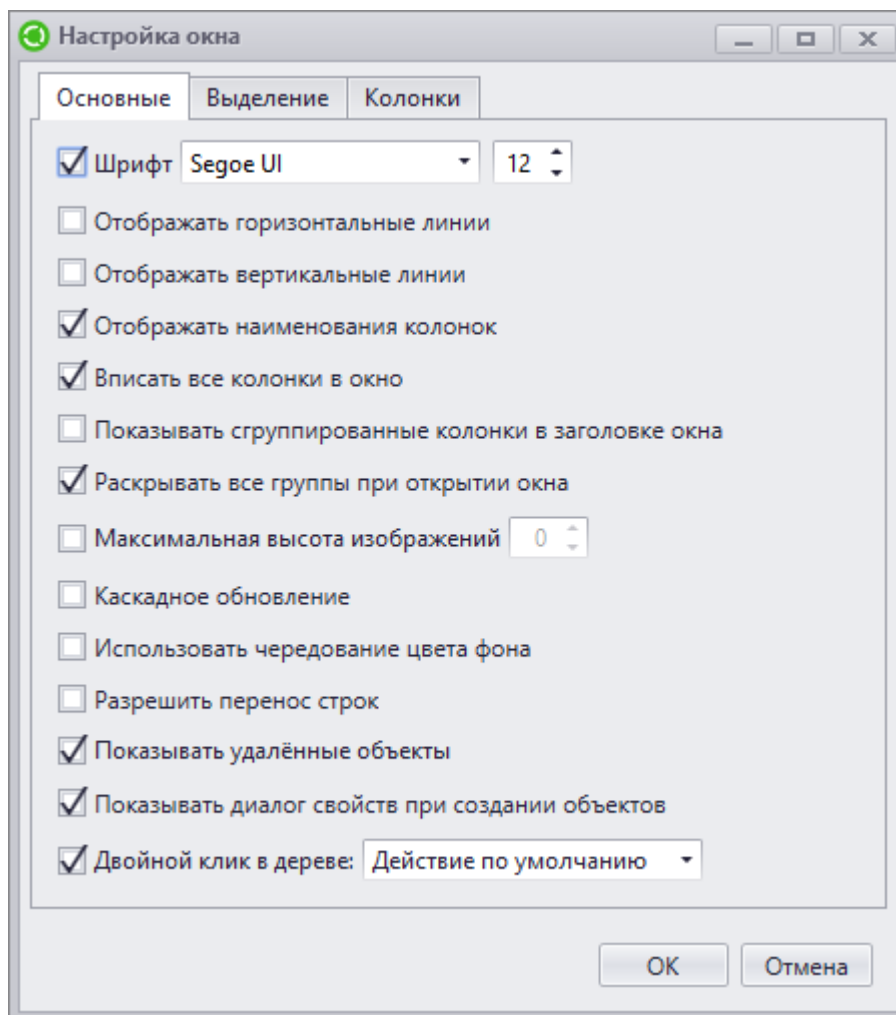 Настройка окна
Основные Выделение Колонки
Шрифт Segoe UI 12
Отображать горизонтальные линии
Отображать вертикальные линии
Отображать наименования колонок
Вписать все колонки в окно
Показывать сгруппированные колонки в заголовке окна
Раскрывать все группы при открытии окна
Максимальная высота изображений 0
Каскадное обновление
Использовать чередование цвета фона
Разрешить перенос строк
Показывать удалённые объекты
Показывать диалог свойств при создании объектов
Двойной клик в дереве: Действие по умолчанию
OK Отмена